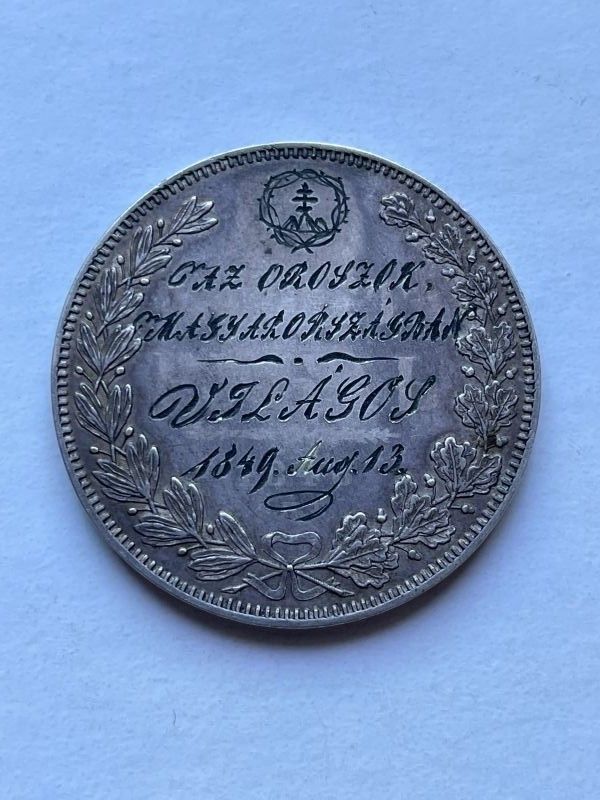 AZ OROSZOK,
MAGYARORSZÁGBAN
VILÁGOS
1849. Aug. 13.